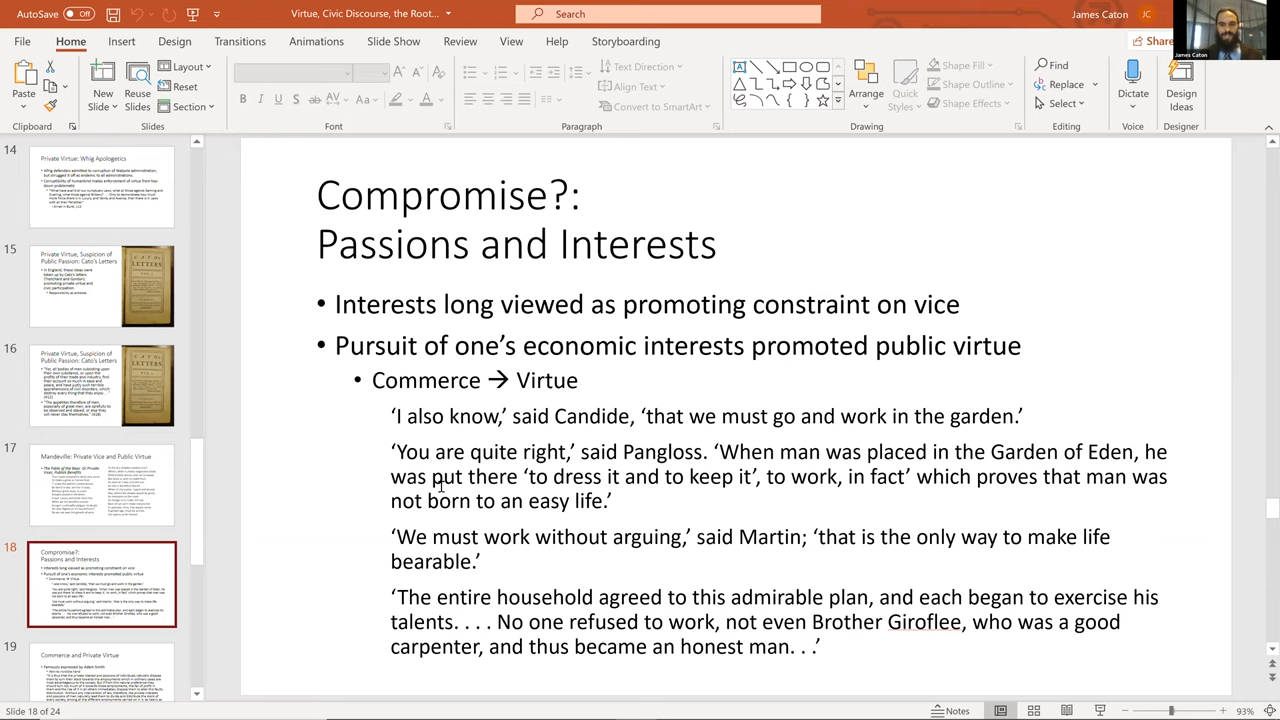 AutoSave Off
Virtue, Civic Discourse, the Root...
Search
James Caton JC
James Caton
File Home Insert Draw Design Transitions Animations Slide Show Review View Help Storyboarding
Share
Paste
New Slide
Reuse Slides
Layout
Reset
Section
B I U S ab AV Aa A
Text Direction
Align Text
Convert to SmartArt
Arrange
Quick Styles
Shape Fill
Shape Outline
Shape Effects
Find
Replace
Select
Dictate
Design Ideas
Clipboard Slides Font Paragraph Drawing Editing Voice Designer
14
Private Virtue: Whig Apologetics
15
Private Virtue, Suspicion of
Public Passion: Cato's Letters
16
Private Virtue, Suspicion of
Public Passion: Cato's Letters
17
Mandeville: Private Vice and Public Virtue
18
Compromise?:
Passions and Interests
19
Commerce and Private Virtue
Compromise?:
Passions and Interests
• Interests long viewed as promoting constraint on vice
• Pursuit of one's economic interests promoted public virtue
• Commerce → Virtue
'I also know,' said Candide, 'that we must go and work in the garden.'
'You are quite right,' said Pangloss. 'When man was placed in the Garden of Eden, he
was put there 'to dress it and to keep it', to work, in fact' which proves that man was
not born to an easy life.'
'We must work without arguing,' said Martin; 'that is the only way to make life
bearable.'
'The entire household agreed to this admirable plan, and each began to exercise his
talents. . . . No one refused to work, not even Brother Giroflee, who was a good
carpenter, and thus became an honest man. . .'
Slide 18 of 24
Notes
93%